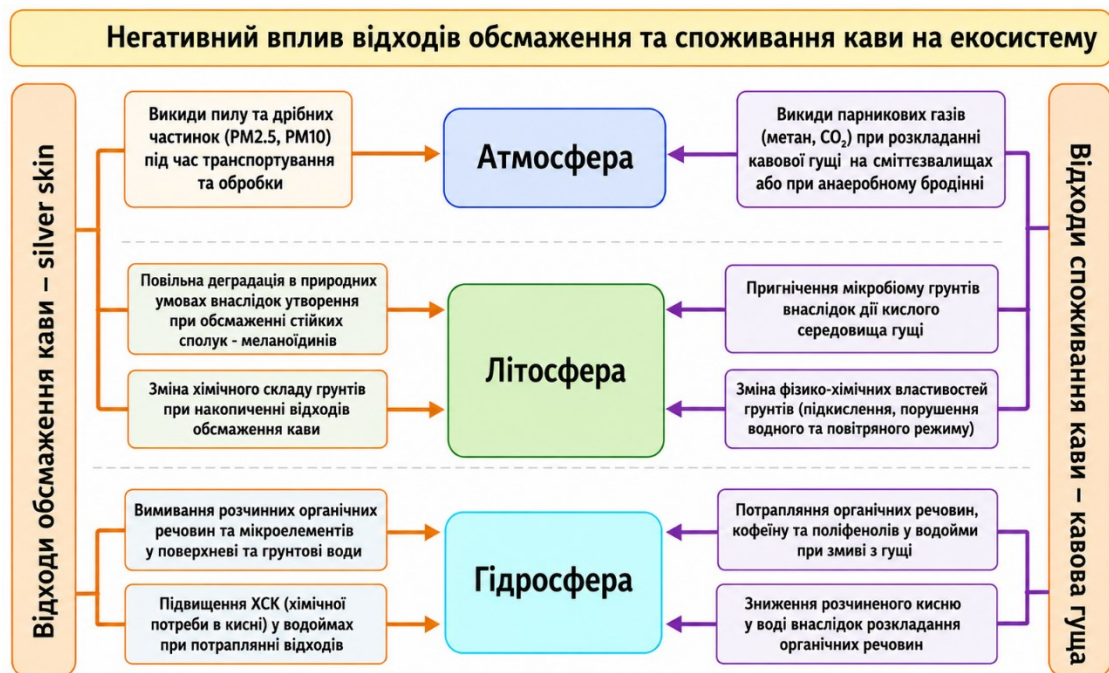 Негативний вплив відходів обсмаження та споживання кави на екосистему
Відходи обсмаження кави – silver skin
Викиди пилу та дрібних
частинок (PM2.5, PM10)
під час транспортування
та обробки
Атмосфера
Викиди парникових газів
(метан, CO₂) при розкладанні
кавової гущі на сміттєзвалищах
або при анаеробному бродінні
Повільна деградація в природних
умовах внаслідок утворення
при обсмаженні стійких
сполук - меланоїдинів
Зміна хімічного складу грунтів
при накопиченні відходів
обсмаження кави
Літосфера
Пригнічення мікробіому грунтів
внаслідок дії кислого
середовища гущі
Зміна фізико-хімічних властивостей
грунтів (підкислення, порушення
водного та повітряного режиму)
Вимивання розчинних органічних
речовин та мікроелементів
у поверхневі та грунтові води
Підвищення ХСК (хімічної
потреби в кисні) у водоймах
при потраплянні відходів
Гідросфера
Потрапляння органічних речовин,
кофеїну та поліфенолів у водойми
при змиві з гущі
Зниження розчиненого кисню
у воді внаслідок розкладання
органічних речовин
Відходи споживання кави – кавова гуща